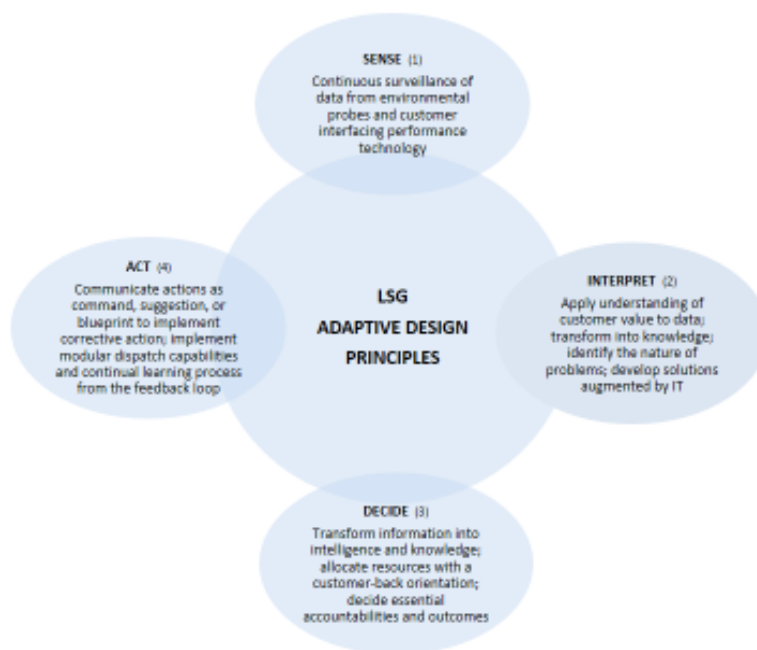 SENSE (1)
Continuous surveillance of
data from environmental
probes and customer
interfacing performance
technology
ACT (4)
Communicate actions as
command, suggestion, or
blueprint to implement
corrective action; implement
modular dispatch capabilities
and continual learning process
from the feedback loop
LSG
ADAPTIVE DESIGN
PRINCIPLES
INTERPRET (2)
Apply understanding of
customer value to data;
transform into knowledge;
identify the nature of
problems; develop solutions
augmented by IT
DECIDE (3)
Transform information into
intelligence and knowledge;
allocate resources with a
customer-back orientation;
decide essential
accountabilities and outcomes